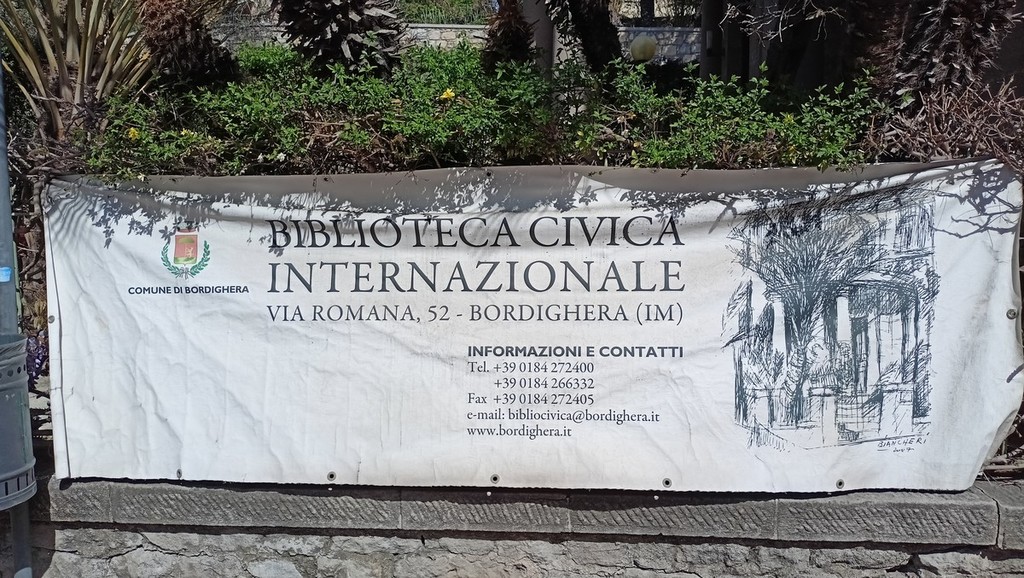 COMUNE DI BORDIGHERA
BIBLIOTECA CIVICA
INTERNAZIONALE
VIA ROMANA, 52 - BORDIGHERA (IM)
INFORMAZIONI E CONTATTI
Tel. +39 0184 272400
+39 0184 266332
Fax +39 0184 272405
e-mail: bibliocivica@bordighera.it
www.bordighera.it
BIANCHERI